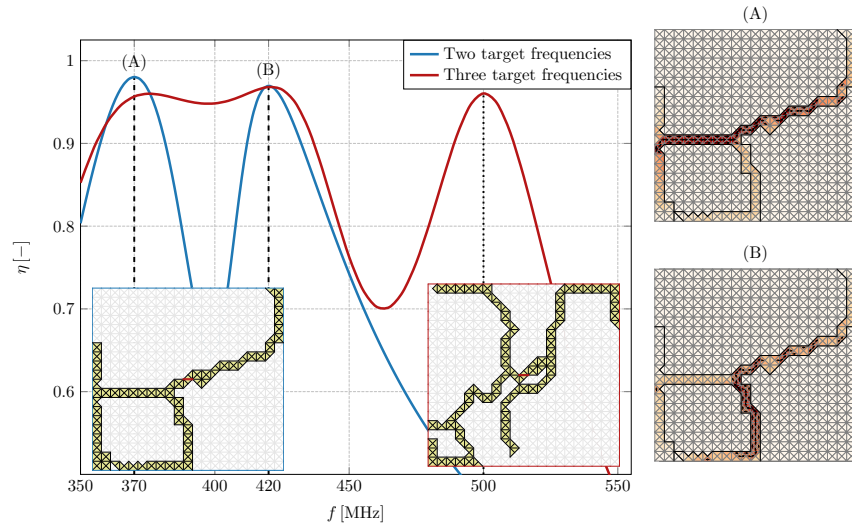 (A)
Two target frequencies
Three target frequencies
(A)
(B)
1
0.9
0.8
0.7
0.6
η [−]
350
370
400
420
450
500
550
f [MHz]
(B)